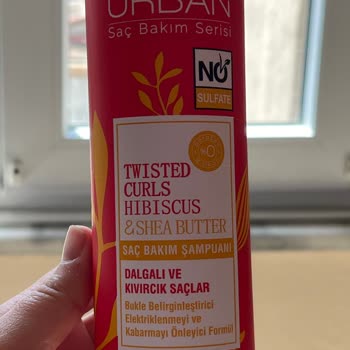 URBAN
Saç Bakım Serisi
NO
SULFATE
TWISTED
CURLS
HIBISCUS
& SHEA BUTTER
SAÇ BAKIM ŞAMPUANI
DALGALI VE
KIVIRCIK SAÇLAR
Bukle Belirginleştirici
Elektriklenmeyi ve
Kabarmayı Önleyici Formül